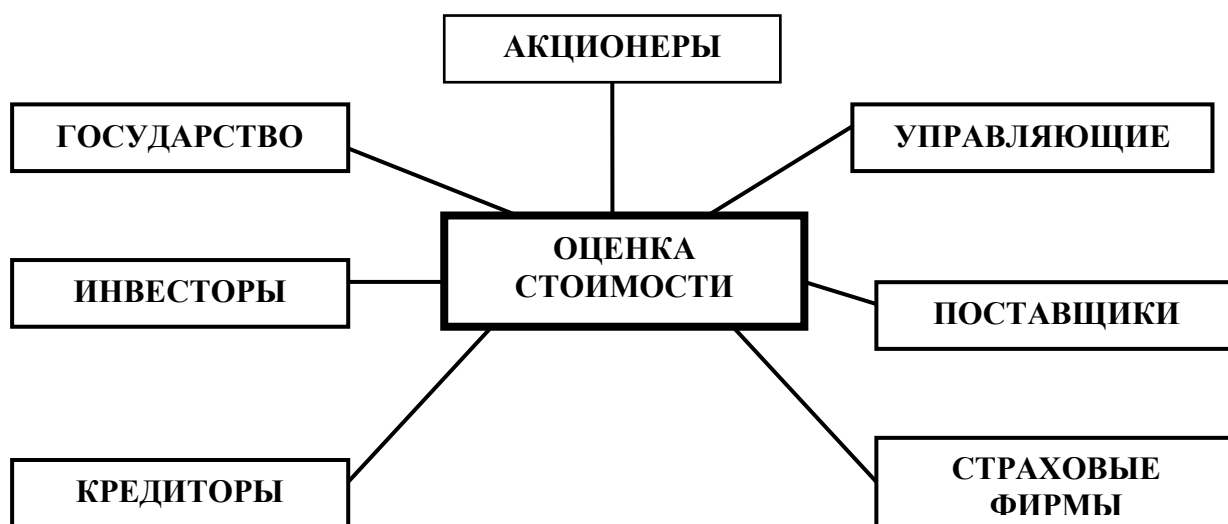 АКЦИОНЕРЫ
ГОСУДАРСТВО
УПРАВЛЯЮЩИЕ
ОЦЕНКА
СТОИМОСТИ
ИНВЕСТОРЫ
ПОСТАВЩИКИ
КРЕДИТОРЫ
СТРАХОВЫЕ
ФИРМЫ